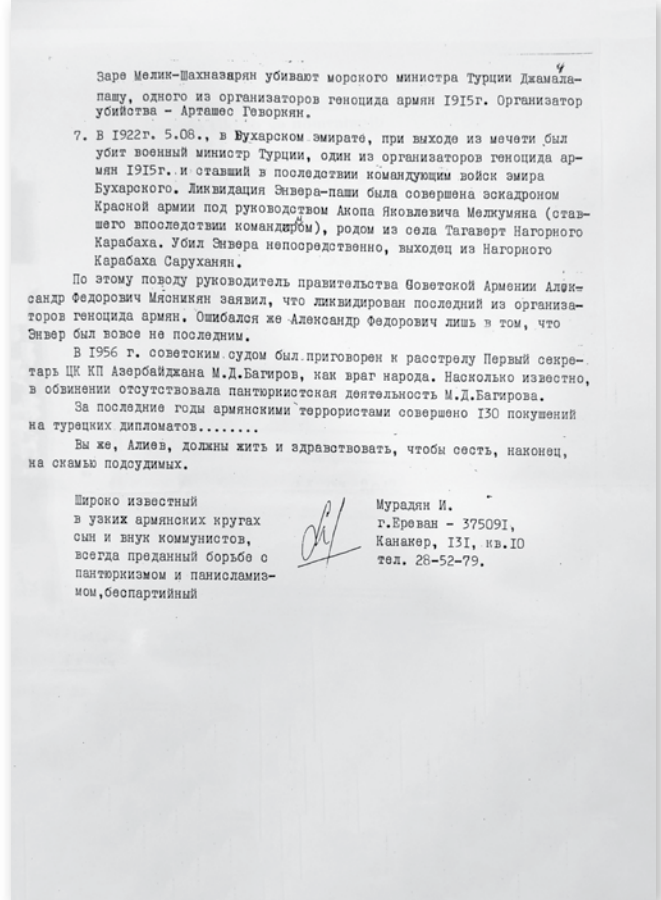 4
Заре Мелик-Шахназарян убивают морского министра Турции Джамала-
пашу, одного из организаторов геноцида армян 1915г. Организатор
убийства - Арташес Геворкян.
7. В 1922г. 5.08., в Бухарском эмирате, при выходе из мечети был
убит военный министр Турции, один из организаторов геноцида ар-
мян 1915г. и ставший в последствии командующим войск эмира
Бухарского. Ликвидация Энвера-паши была совершена эскадроном
Красной армии под руководством Акопа Яковлевича Мелкумяна (став-
шего впоследствии командиром), родом из села Тагаверт Нагорного
Карабаха. Убил Энвера непосредственно, выходец из Нагорного
Карабаха Саруханян.
По этому поводу руководитель правительства Советской Армении Алек-
сандр Федорович Мясникян заявил, что ликвидирован последний из организа-
торов геноцида армян. Ошибался же Александр Федорович лишь в том, что
Энвер был вовсе не последним.
В 1956 г. советским судом был приговорен к расстрелу Первый секре-
тарь ЦК КП Азербайджана М.Д.Багиров, как враг народа. Насколько известно,
в обвинении отсутствовала пантюркистская деятельность М.Д.Багирова.
За последние годы армянскими террористами совершено 130 покушений
на турецких дипломатов........
Вы же, Алиев, должны жить и здравствовать, чтобы сесть, наконец,
на скамью подсудимых.
Широко известный
в узких армянских кругах
сын и внук коммунистов,
всегда преданный борьбе с
пантюркизмом и панисламиз-
мом,беспартийный
Мурадян И.
г.Ереван - 375091,
Канакер, 131, кв.10
тел. 28-52-79.